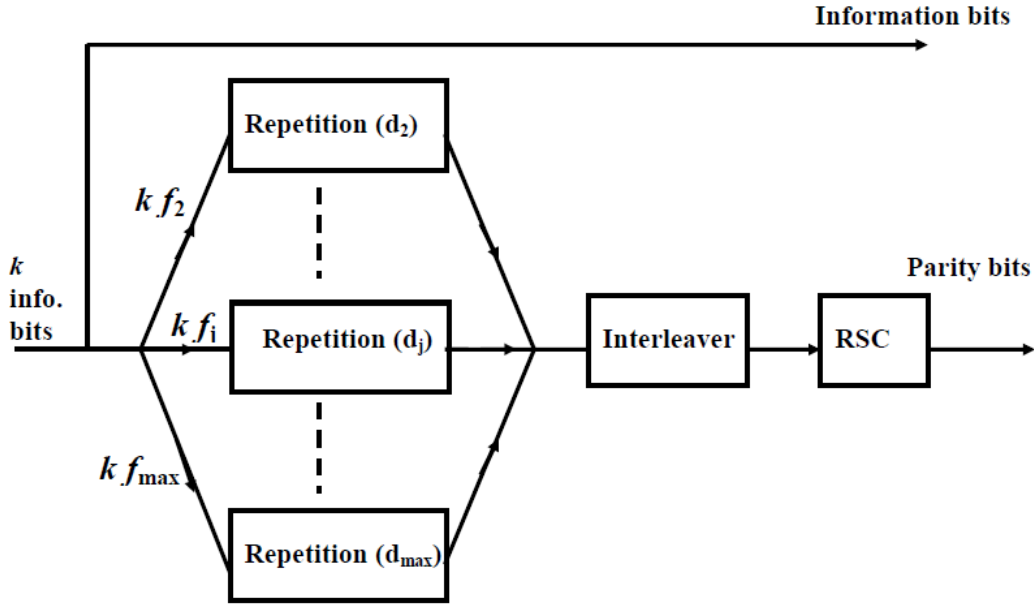 Information bits
Repetition (d₂)
k f₂
k
info.
bits
Parity bits
k fᵢ
Repetition (dⱼ)
Interleaver
RSC
k fmax
Repetition (dmax)